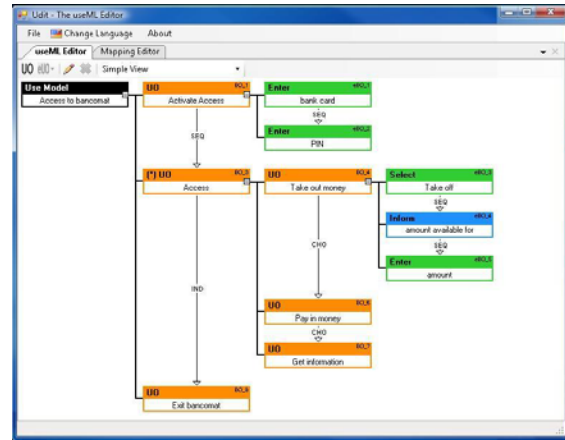 Udit - The useML Editor
File Change Language About
useML Editor Mapping Editor
UO eUO Simple View
Use Model
Access to bancomat
UO
Activate Access
Enter
bank card
SEQ
Enter
PIN
SEQ
(*) UO
Access
UO
Take out money
Select
Take off
SEQ
Inform
amount available for
SEQ
Enter
amount
CHO
IND
UO
Pay in money
CHO
UO
Get information
UO
Exit bancomat